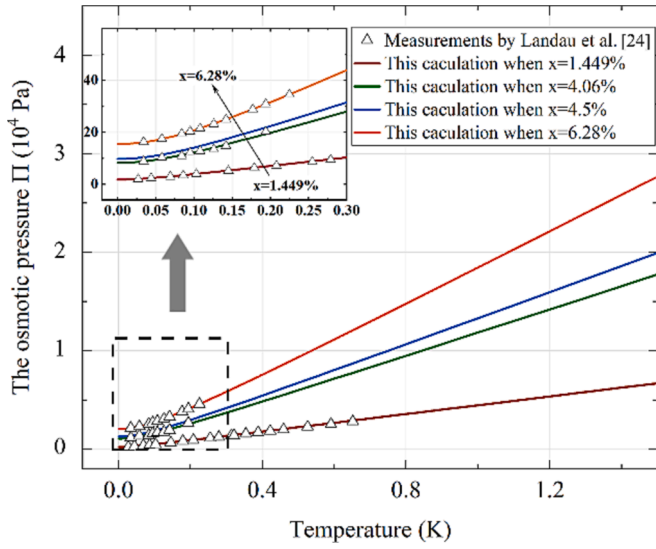 The osmotic pressure Π (10⁴ Pa)
4
3
2
1
0
0.0
0.4
0.8
1.2
Temperature (K)
Measurements by Landau et al. [24]
This caculation when x=1.449%
This caculation when x=4.06%
This caculation when x=4.5%
This caculation when x=6.28%
40
20
0
0.00
0.05
0.10
0.15
0.20
0.25
0.30
x=6.28%
x=1.449%